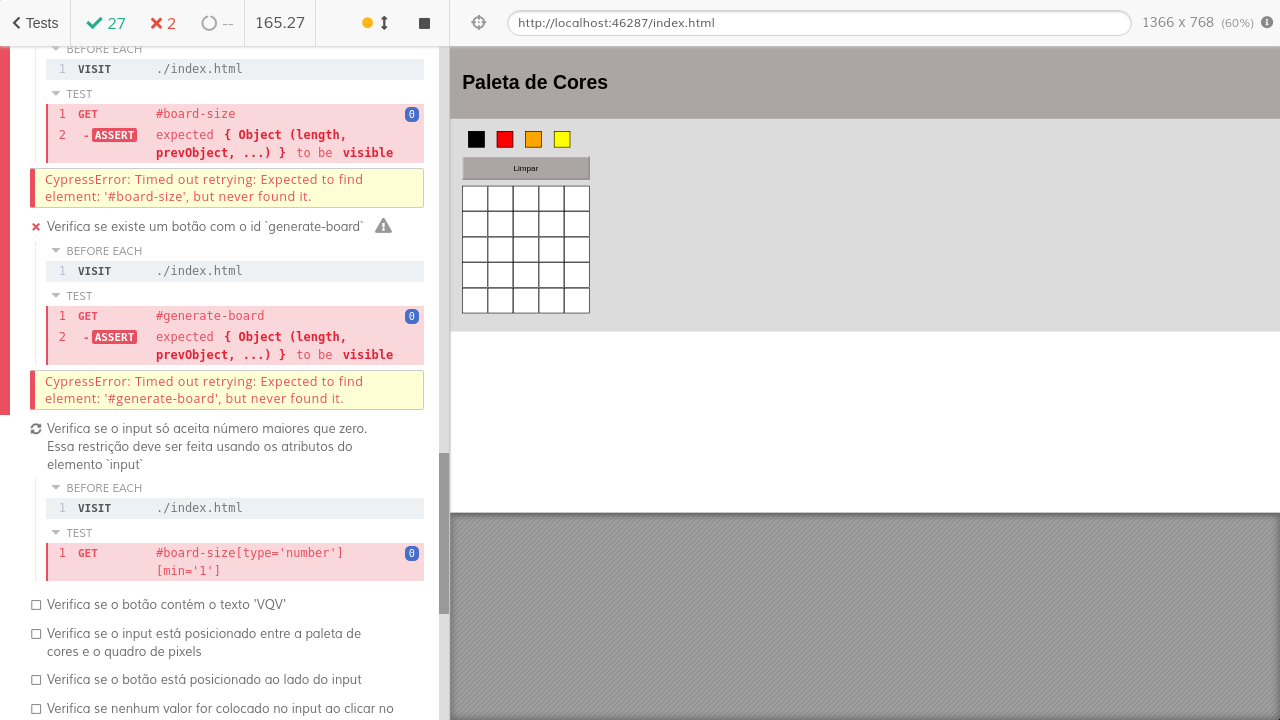 Tests
27
2
--
165.27
http://localhost:46287/index.html
1366 x 768 (60%)
BEFORE EACH
1 VISIT ./index.html
TEST
1 GET #board-size 0
2 -ASSERT expected { Object (length,
prevObject, ...) } to be visible
CypressError: Timed out retrying: Expected to find
element: '#board-size', but never found it.
Verifica se existe um botão com o id `generate-board`
BEFORE EACH
1 VISIT ./index.html
TEST
1 GET #generate-board 0
2 -ASSERT expected { Object (length,
prevObject, ...) } to be visible
CypressError: Timed out retrying: Expected to find
element: '#generate-board', but never found it.
Verifica se o input só aceita número maiores que zero.
Essa restrição deve ser feita usando os atributos do
elemento `input`
BEFORE EACH
1 VISIT ./index.html
TEST
1 GET #board-size[type='number'] 0
[min='1']
Verifica se o botão contém o texto 'VQV'
Verifica se o input está posicionado entre a paleta de
cores e o quadro de pixels
Verifica se o botão está posicionado ao lado do input
Verifica se nenhum valor for colocado no input ao clicar no
Paleta de Cores
Limpar